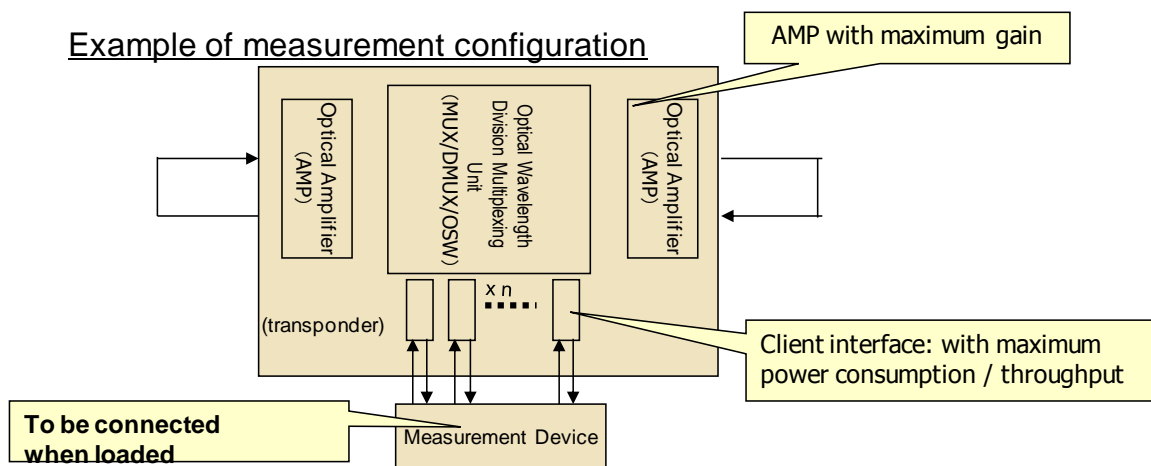 Example of measurement configuration
AMP with maximum gain
Optical Amplifier
(AMP)
Optical Wavelength
Division Multiplexing
Unit
(MUX/DMUX/OSW)
Optical Amplifier
(AMP)
x n
(transponder)
Client interface: with maximum
power consumption / throughput
To be connected
when loaded
Measurement Device